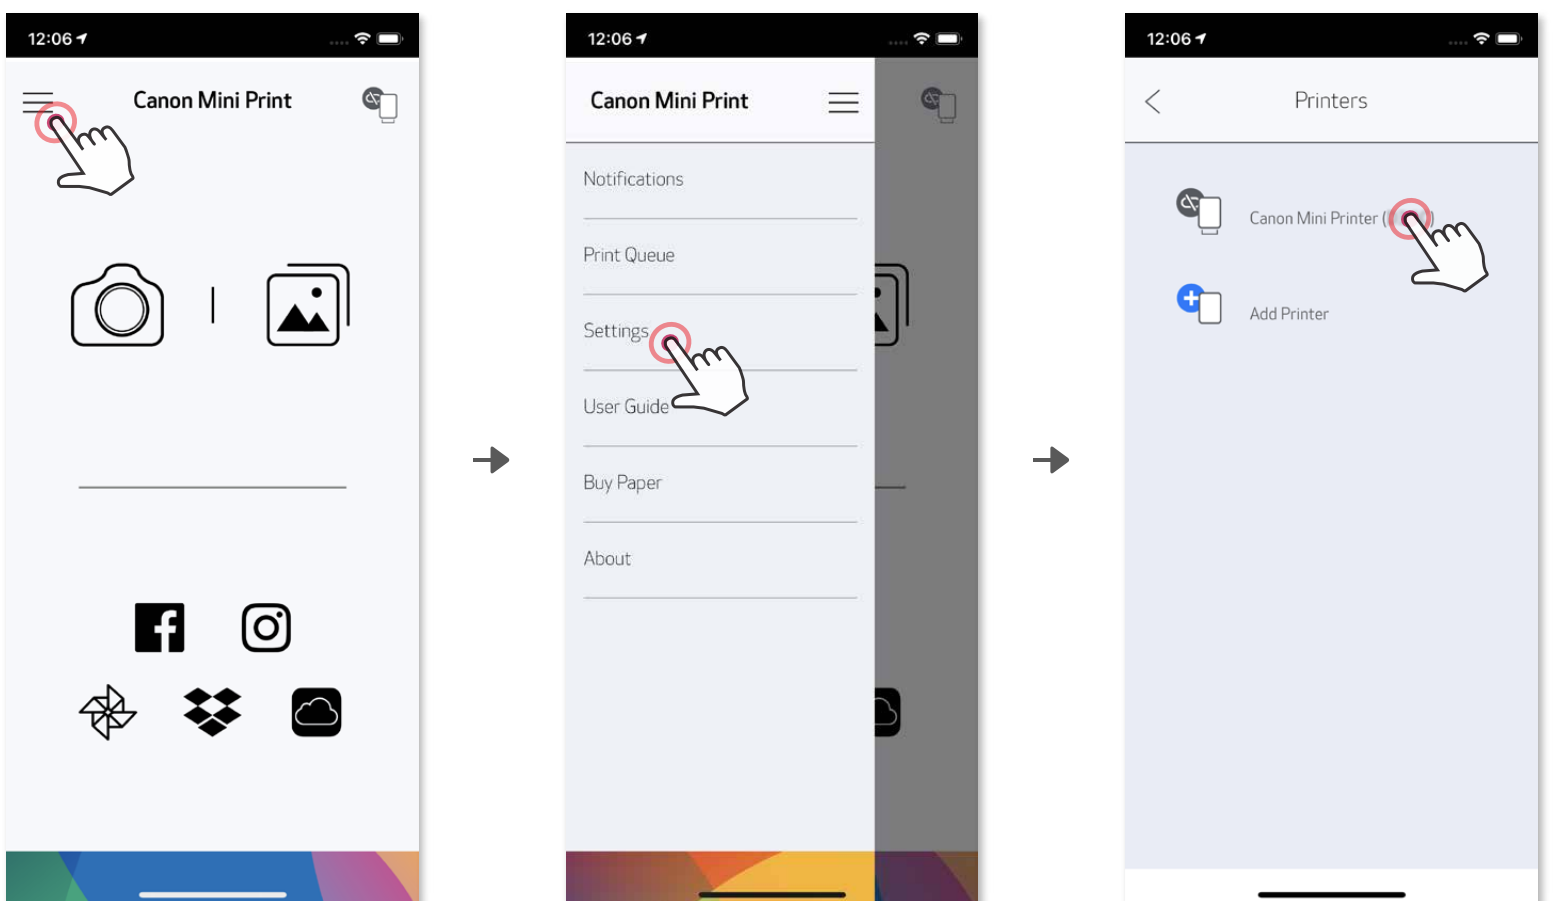 12:06
Canon Mini Print
12:06
Canon Mini Print
Notifications
Print Queue
Settings
User Guide
Buy Paper
About
12:06
Printers
Canon Mini Printer ( )
Add Printer